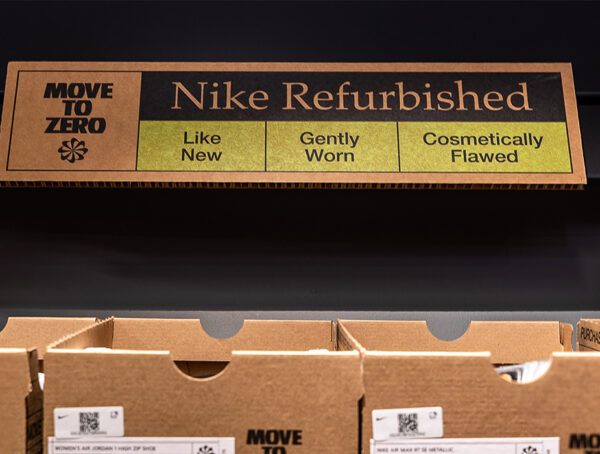 MOVE
TO
ZERO
Nike Refurbished
Like
New
Gently
Worn
Cosmetically
Flawed
WOMEN'S AIR JORDAN 1 HIGH ZIP SHOE
MOVE
NIKE AIR MAX 97 SE METALLIC
MOVE